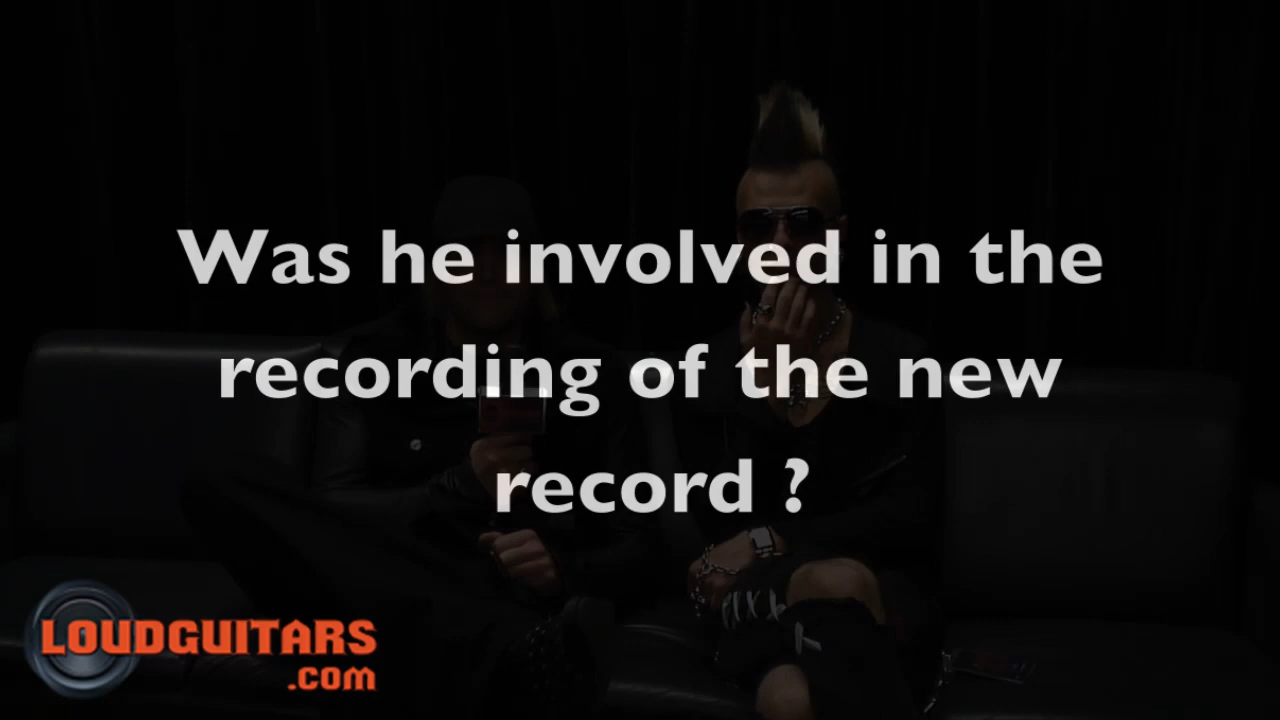 Was he involved in the
recording of the new
record ?
LOUDGUITARS
.COM